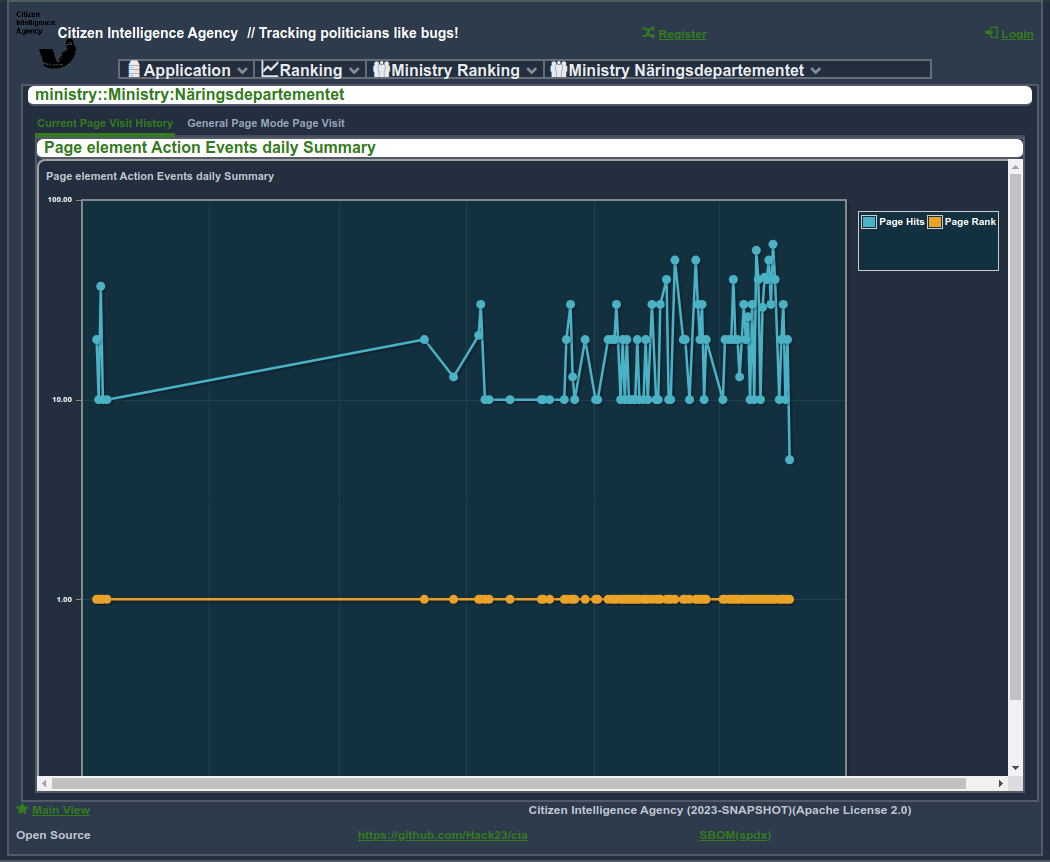 Citizen
Intelligence
Agency
Citizen Intelligence Agency // Tracking politicians like bugs!
Register
Login
Application
Ranking
Ministry Ranking
Ministry Näringsdepartementet
ministry::Ministry:Näringsdepartementet
Current Page Visit History
General Page Mode Page Visit
Page element Action Events daily Summary
Page element Action Events daily Summary
100.00
Page Hits
Page Rank
10.00
1.00
Main View
Citizen Intelligence Agency (2023-SNAPSHOT)(Apache License 2.0)
Open Source
https://github.com/Hack23/cia
SBOM(spdx)